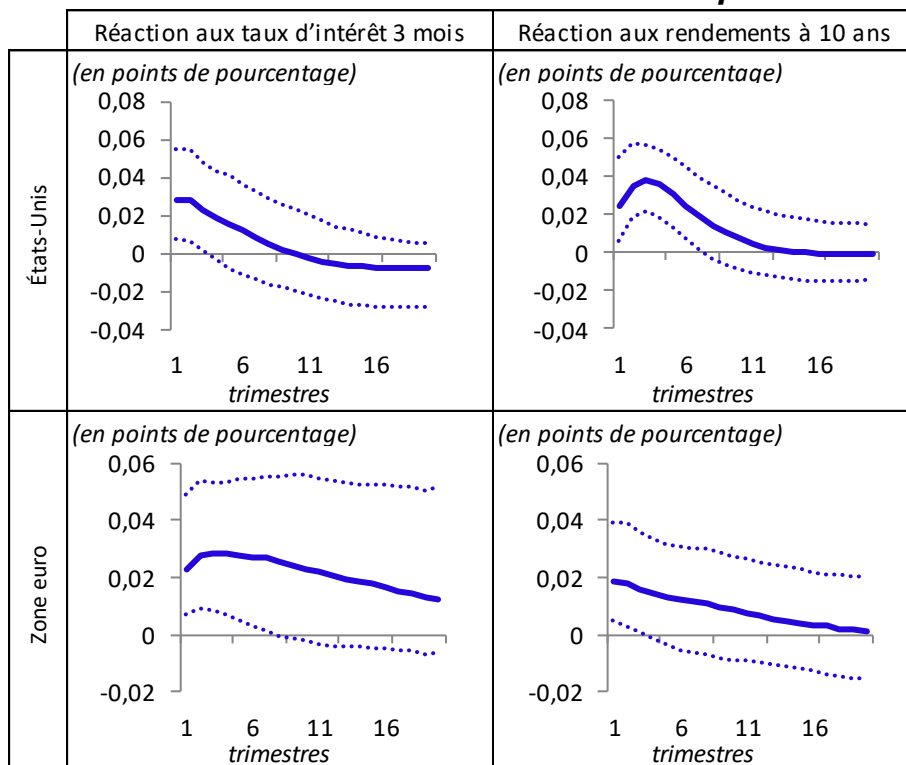 Réaction aux taux d'intérêt 3 mois
Réaction aux rendements à 10 ans
États-Unis
(en points de pourcentage)
0,08
0,06
0,04
0,02
0
-0,02
-0,04
1 6 11 16
trimestres
(en points de pourcentage)
0,08
0,06
0,04
0,02
0
-0,02
-0,04
1 6 11 16
trimestres
Zone euro
(en points de pourcentage)
0,06
0,04
0,02
0
-0,02
1 6 11 16
trimestres
(en points de pourcentage)
0,06
0,04
0,02
0
-0,02
1 6 11 16
trimestres